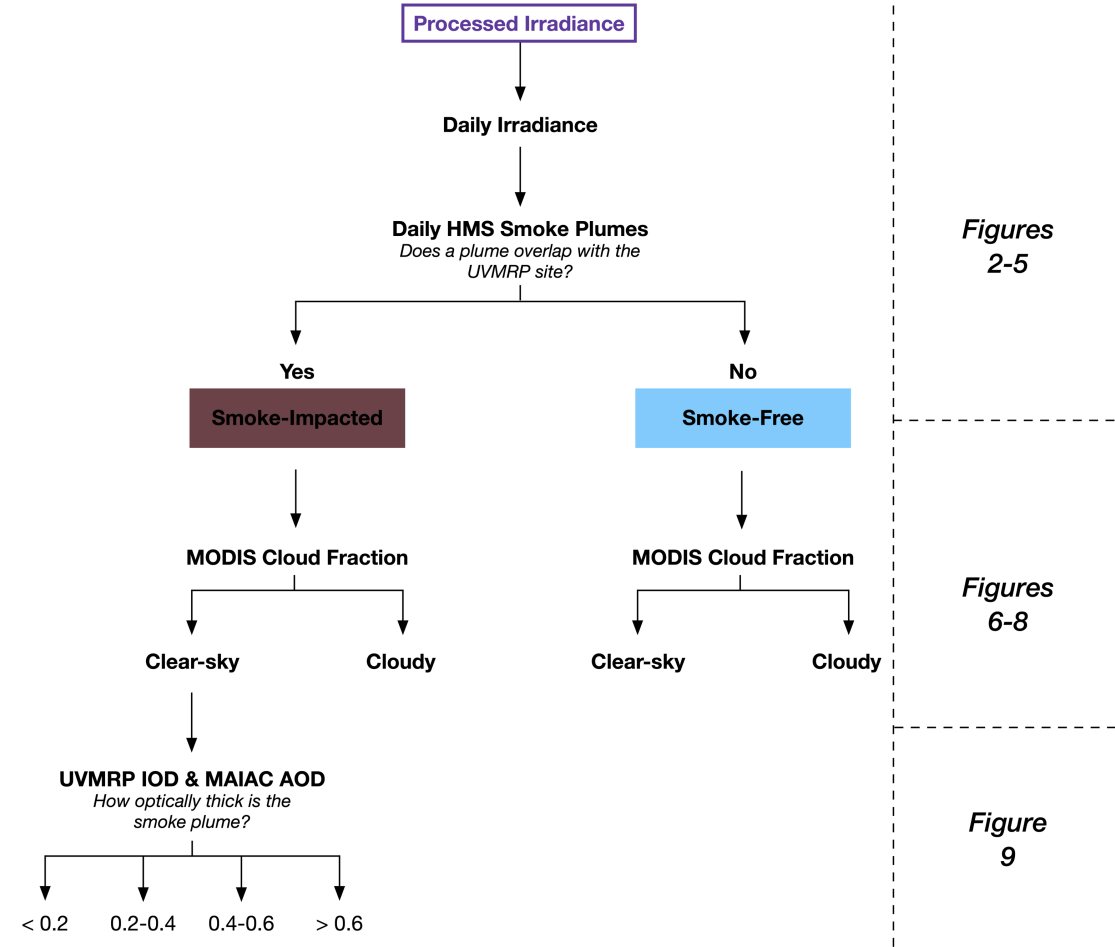 Processed Irradiance
Daily Irradiance
Daily HMS Smoke Plumes
Does a plume overlap with the
UVMRP site?
Figures
2-5
Yes
No
Smoke-Impacted
Smoke-Free
MODIS Cloud Fraction
MODIS Cloud Fraction
Figures
6-8
Clear-sky
Cloudy
Clear-sky
Cloudy
UVMRP IOD & MAIAC AOD
How optically thick is the
smoke plume?
Figure
9
< 0.2
0.2-0.4
0.4-0.6
> 0.6